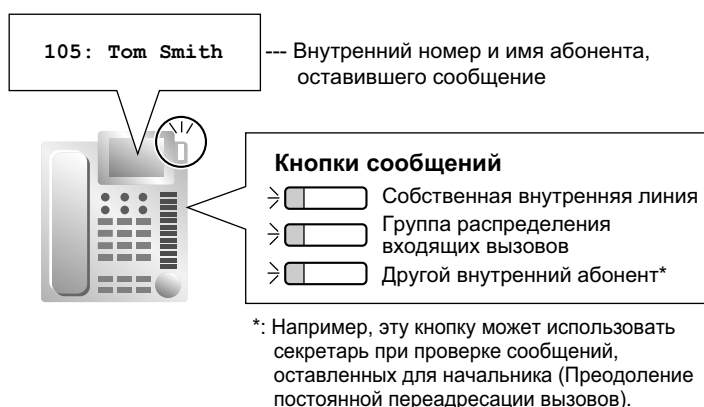 105: Tom Smith
--- Внутренний номер и имя абонента,
оставившего сообщение
Кнопки сообщений
Собственная внутренняя линия
Группа распределения
входящих вызовов
Другой внутренний абонент*
*: Например, эту кнопку может использовать
секретарь при проверке сообщений,
оставленных для начальника (Преодоление
постоянной переадресации вызовов).